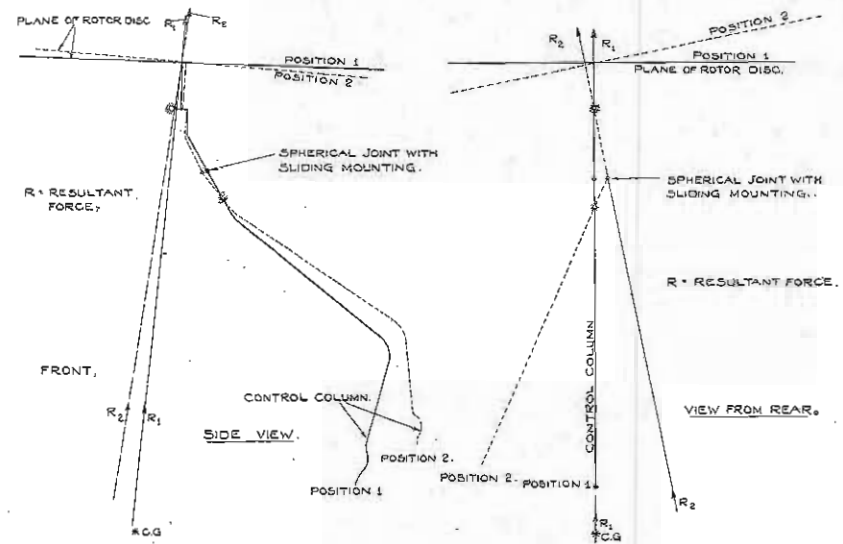 PLANE OF ROTOR DISC
R₁
R₂
POSITION 1
POSITION 2
SPHERICAL JOINT WITH
SLIDING MOUNTING.
R = RESULTANT
FORCE,
FRONT,
CONTROL COLUMN.
R₂
R₁
SIDE VIEW.
POSITION 2.
POSITION 1
C.G
R₂
R₁
POSITION 2
POSITION 1
PLANE OF ROTOR DISC.
SPHERICAL JOINT WITH
SLIDING MOUNTING..
R = RESULTANT FORCE.
CONTROL COLUMN
VIEW FROM REAR.
POSITION 2.
POSITION 1
R₂
R₁
C.G